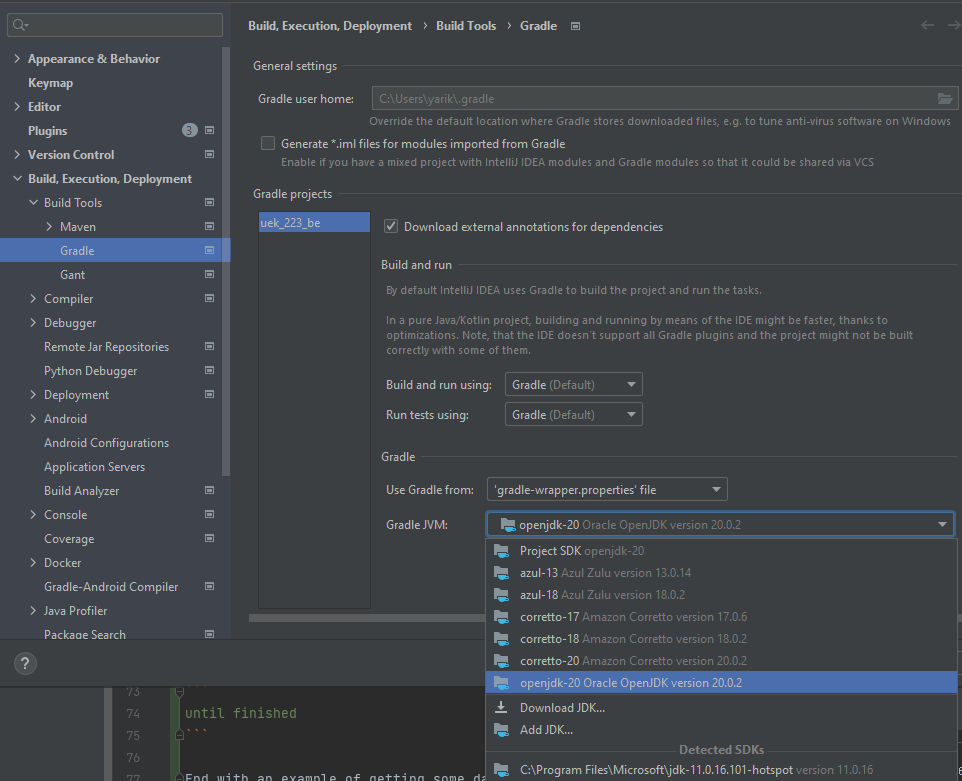 Build, Execution, Deployment › Build Tools › Gradle
Appearance & Behavior
Keymap
Editor
Plugins 3
Version Control
Build, Execution, Deployment
Build Tools
Maven
Gradle
Gant
Compiler
Debugger
Remote Jar Repositories
Python Debugger
Deployment
Android
Android Configurations
Application Servers
Build Analyzer
Console
Coverage
Docker
Gradle-Android Compiler
Java Profiler
Package Search
?
General settings
Gradle user home: C:\Users\yarik\.gradle
Override the default location where Gradle stores downloaded files, e.g. to tune anti-virus software on Windows
Generate *.iml files for modules imported from Gradle
Enable if you have a mixed project with IntelliJ IDEA modules and Gradle modules so that it could be shared via VCS
Gradle projects
uek_223_be
Download external annotations for dependencies
Build and run
By default IntelliJ IDEA uses Gradle to build the project and run the tasks.
In a pure Java/Kotlin project, building and running by means of the IDE might be faster, thanks to
optimizations. Note, that the IDE doesn't support all Gradle plugins and the project might not be built
correctly with some of them.
Build and run using: Gradle (Default)
Run tests using: Gradle (Default)
Gradle
Use Gradle from: 'gradle-wrapper.properties' file
Gradle JVM: openjdk-20 Oracle OpenJDK version 20.0.2
Project SDK openjdk-20
azul-13 Azul Zulu version 13.0.14
azul-18 Azul Zulu version 18.0.2
corretto-17 Amazon Corretto version 17.0.6
corretto-18 Amazon Corretto version 18.0.2
corretto-20 Amazon Corretto version 20.0.2
openjdk-20 Oracle OpenJDK version 20.0.2
Download JDK...
Add JDK...
Detected SDKs
C:\Program Files\Microsoft\jdk-11.0.16.101-hotspot version 11.0.16
73 ```
74 until finished
75 ```
76
77 End with an example of getting some da